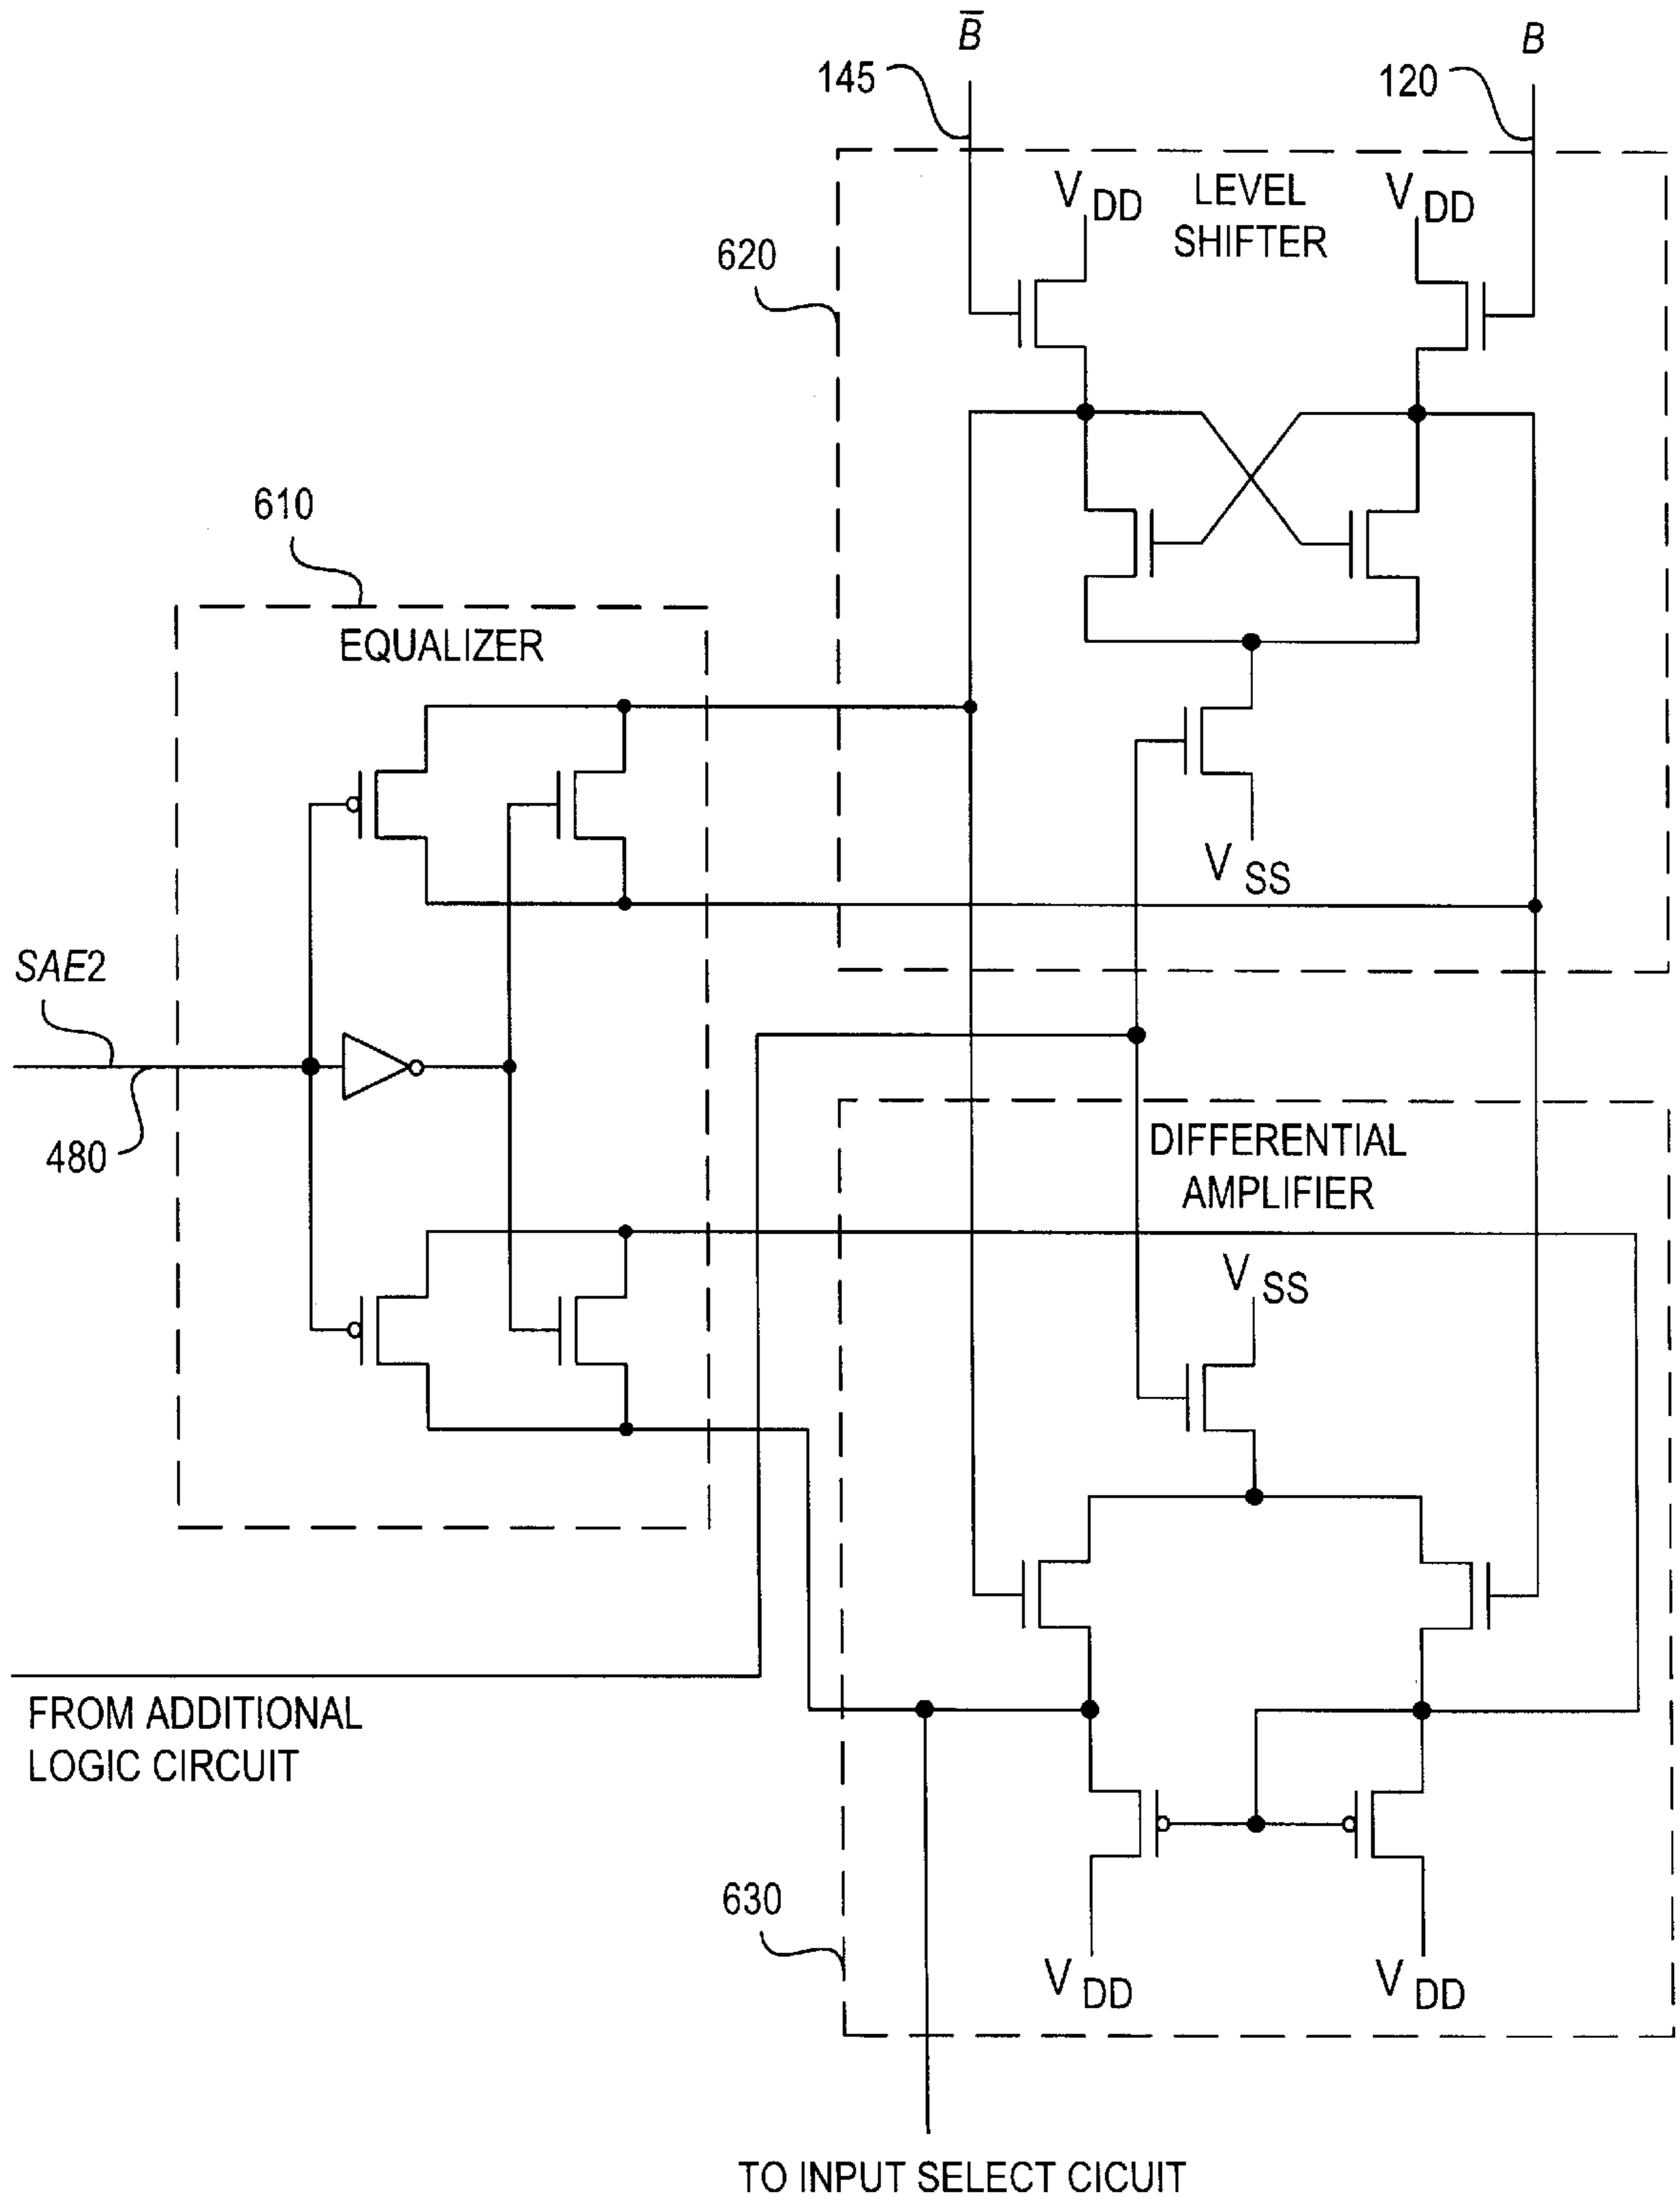 B̅
B
145
120
V DD
LEVEL
SHIFTER
V DD
620
610
EQUALIZER
V SS
SAE2
480
DIFFERENTIAL
AMPLIFIER
V SS
FROM ADDITIONAL
LOGIC CIRCUIT
630
V DD
V DD
TO INPUT SELECT CICUIT